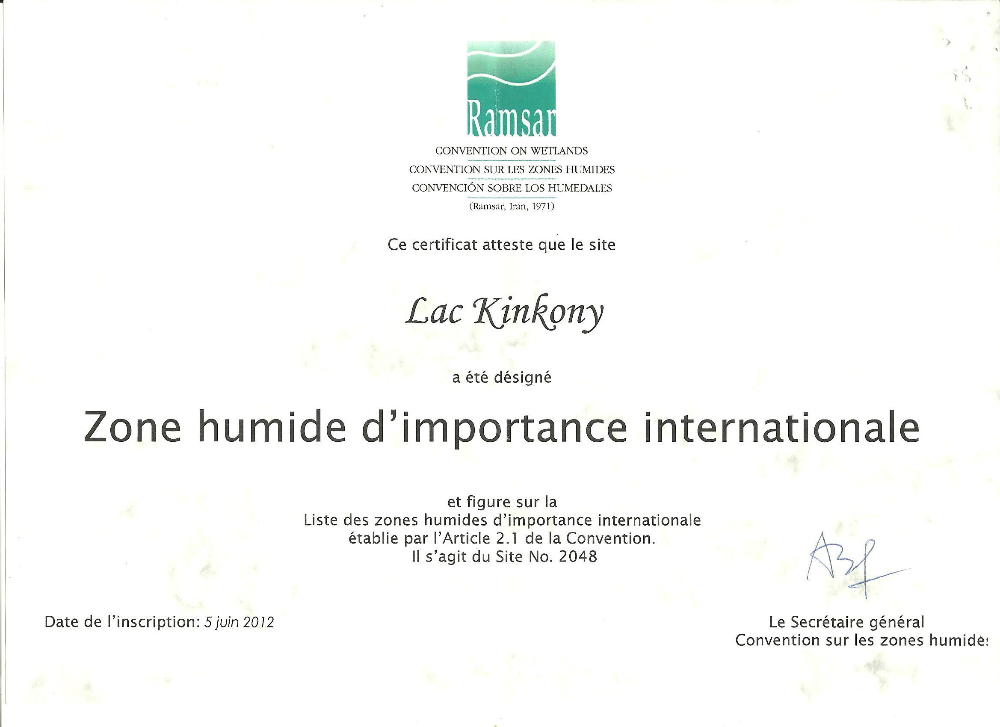 Ramsar
CONVENTION ON WETLANDS
CONVENTION SUR LES ZONES HUMIDES
CONVENCIÓN SOBRE LOS HUMEDALES
(Ramsar, Iran, 1971)
Ce certificat atteste que le site
Lac Kinkony
a été désigné
Zone humide d'importance internationale
et figure sur la
Liste des zones humides d'importance internationale
établie par l'Article 2.1 de la Convention.
Il s'agit du Site No. 2048
Date de l'inscription: 5 juin 2012
Le Secrétaire général
Convention sur les zones humides